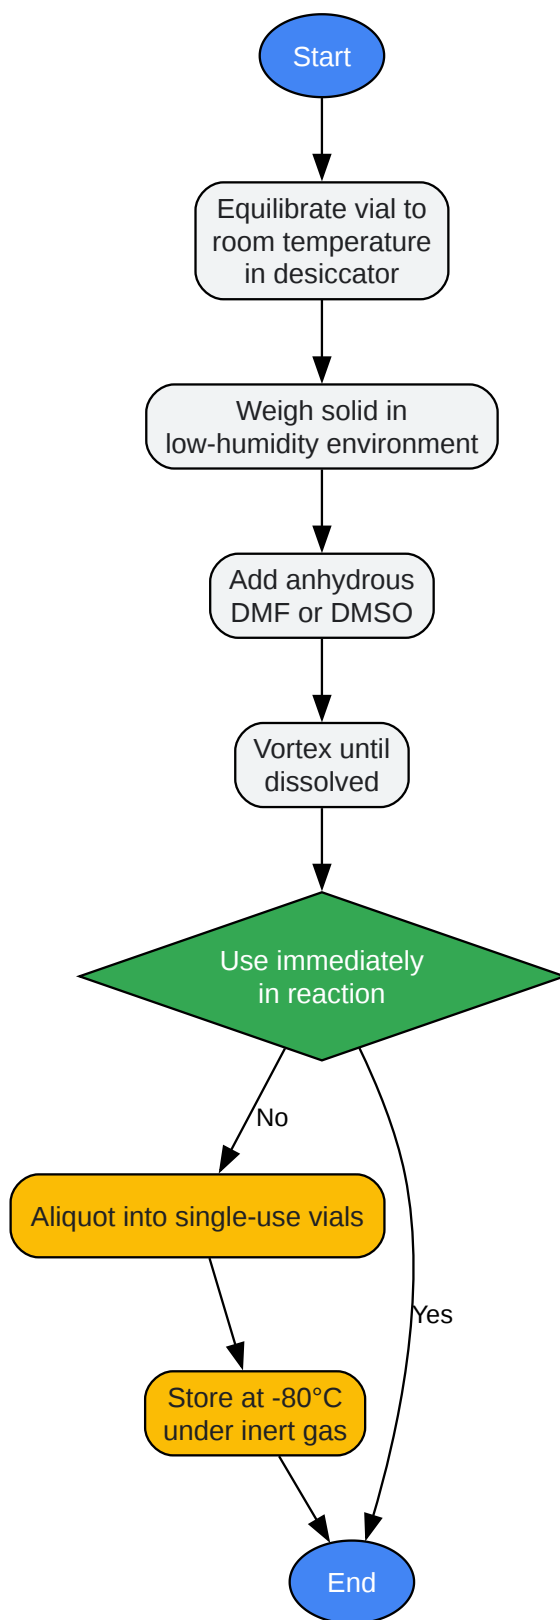 Start
Equilibrate vial to
room temperature
in desiccator
Weigh solid in
low-humidity environment
Add anhydrous
DMF or DMSO
Vortex until
dissolved
Use immediately
in reaction
No
Aliquot into single-use vials
Yes
Store at -80°C
under inert gas
End